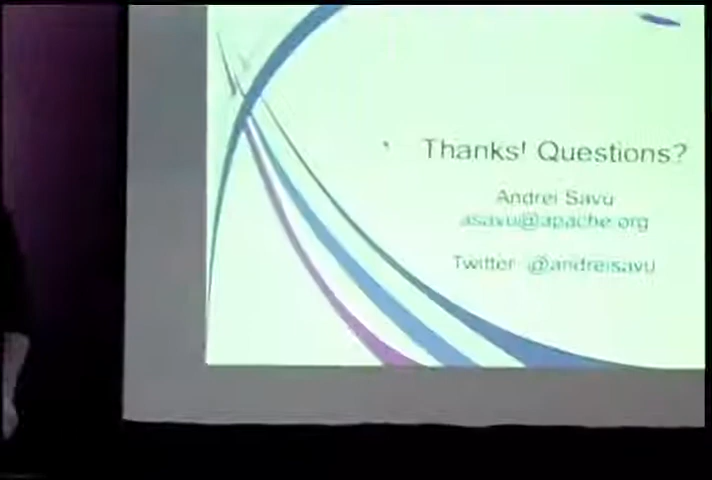 Thanks! Questions?
Andrei Savu
asavu@apache.org
Twitter @andreisavu